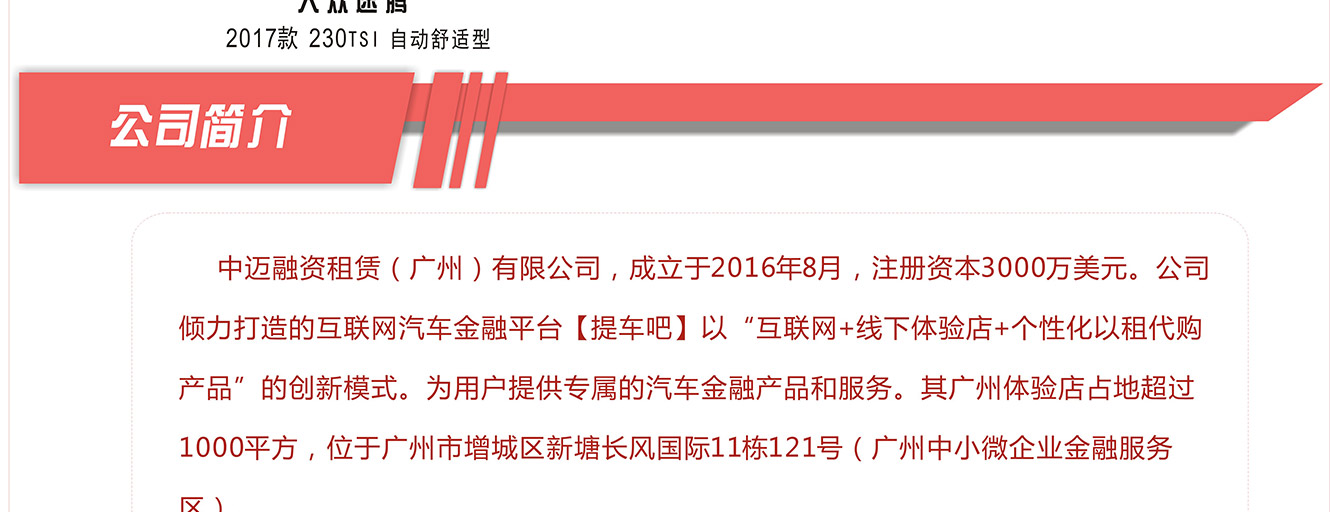 大众速腾
2017款 230TSI 自动舒适型
公司简介
中迈融资租赁（广州）有限公司，成立于2016年8月，注册资本3000万美元。公司
倾力打造的互联网汽车金融平台【提车吧】以“互联网+线下体验店+个性化以租代购
产品”的创新模式。为用户提供专属的汽车金融产品和服务。其广州体验店占地超过
1000平方，位于广州市增城区新塘长风国际11栋121号（广州中小微企业金融服务
区）